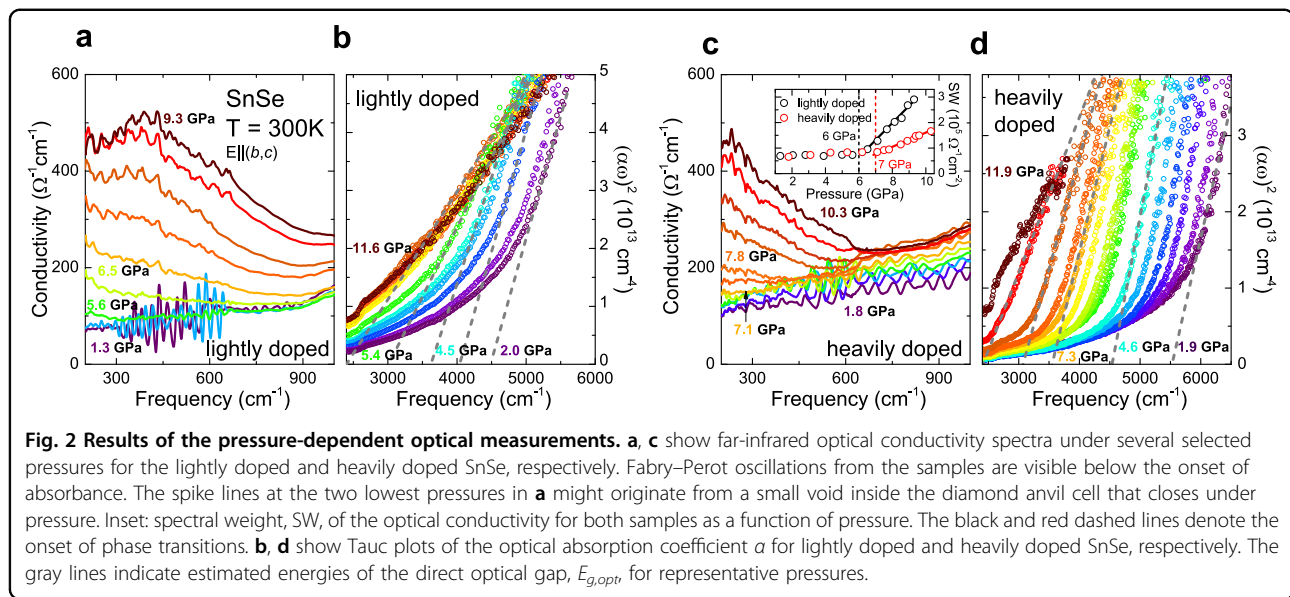 a
600
400
200
0
Conductivity (Ω-1cm-1)
SnSe
T = 300K
E||(b,c)
9.3 GPa
6.5 GPa
5.6 GPa
1.3 GPa
lightly doped
300 600 900
Frequency (cm-1)
b
lightly doped
11.6 GPa
5.4 GPa
4.5 GPa
2.0 GPa
5
4
3
2
1
0
(αω)2 (1013 cm-4)
3000 4000 5000 6000
Frequency (cm-1)
c
600
400
200
0
Conductivity (Ω-1cm-1)
lightly doped
heavily doped
6 GPa
7 GPa
3
2
1
0
SW (105 Ω-1cm-2)
2 4 6 8 10
Pressure (GPa)
10.3 GPa
7.8 GPa
7.1 GPa
1.8 GPa
heavily doped
300 600 900
Frequency (cm-1)
d
heavily
doped
11.9 GPa
7.3 GPa
4.6 GPa
1.9 GPa
3
2
1
0
(αω)2 (1013 cm-4)
3000 4000 5000 6000
Frequency (cm-1)
Fig. 2 Results of the pressure-dependent optical measurements. a, c show far-infrared optical conductivity spectra under several selected
pressures for the lightly doped and heavily doped SnSe, respectively. Fabry–Perot oscillations from the samples are visible below the onset of
absorbance. The spike lines at the two lowest pressures in a might originate from a small void inside the diamond anvil cell that closes under
pressure. Inset: spectral weight, SW, of the optical conductivity for both samples as a function of pressure. The black and red dashed lines denote the
onset of phase transitions. b, d show Tauc plots of the optical absorption coefficient α for lightly doped and heavily doped SnSe, respectively. The
gray lines indicate estimated energies of the direct optical gap, Eg,opt, for representative pressures.